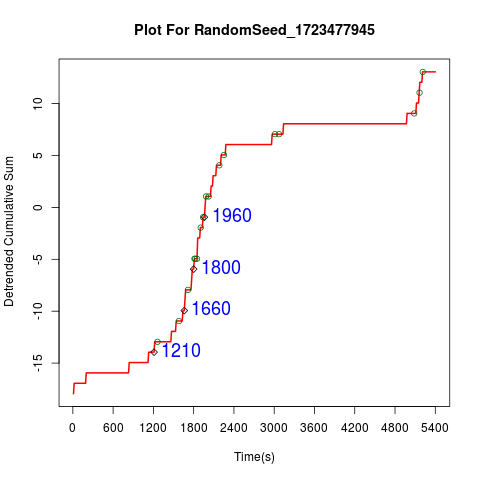 Plot For RandomSeed_1723477945
Detrended Cumulative Sum
10
5
0
-5
-10
-15
1960
1800
1660
1210
0 600 1200 1800 2400 3000 3600 4200 4800 5400
Time(s)